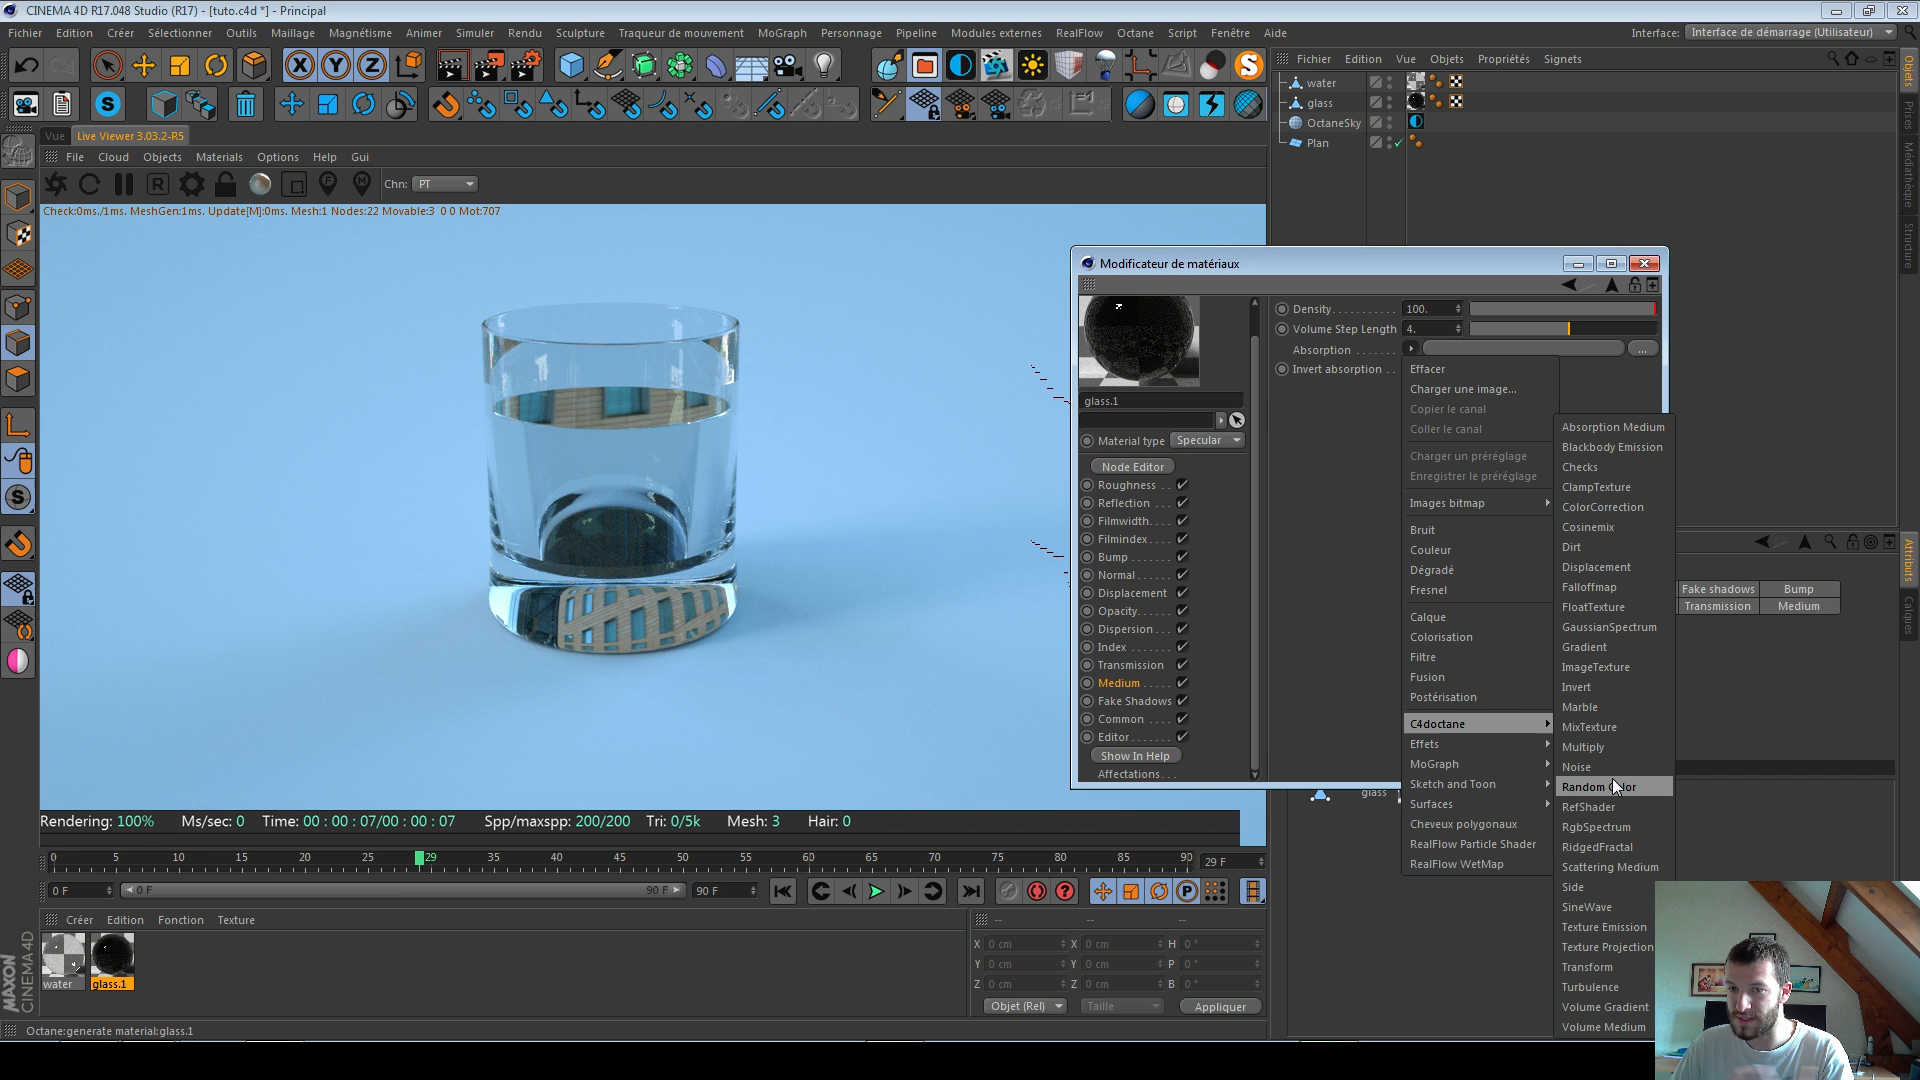 CINEMA 4D R17.048 Studio (R17) - [tuto.c4d *] - Principal
Fichier Edition Créer Sélectionner Outils Maillage Magnétisme Animer Simuler Rendu Sculpture Traqueur de mouvement MoGraph Personnage Pipeline Modules externes RealFlow Octane Script Fenêtre Aide Interface: Interface de démarrage (Utilisateur)
Fichier Edition Vue Objets Propriétés Signets
water
glass
OctaneSky
Plan
Objets
Prises
Médiathèque
Structure
Vue Live Viewer 3.03.2-R5
File Cloud Objects Materials Options Help Gui
Chn: PT
Check:0ms./1ms. MeshGen:1ms. Update[M]:0ms. Mesh:1 Nodes:22 Movable:3 0 0 Mot:707
Modificateur de matériaux
glass.1
Material type Specular
Node Editor
Roughness
Reflection
Filmwidth
Filmindex
Bump
Normal
Displacement
Opacity
Dispersion
Index
Transmission
Medium
Fake Shadows
Common
Editor
Show In Help
Affectations
Density 100.
Volume Step Length 4.
Absorption ...
Invert absorption
Effacer
Charger une image...
Copier le canal
Coller le canal
Charger un préréglage
Enregistrer le préréglage
Images bitmap
Bruit
Couleur
Dégradé
Fresnel
Calque
Colorisation
Filtre
Fusion
Postérisation
C4doctane
Effets
MoGraph
Sketch and Toon
Surfaces
Cheveux polygonaux
RealFlow Particle Shader
RealFlow WetMap
Absorption Medium
Blackbody Emission
Checks
ClampTexture
ColorCorrection
Cosinemix
Dirt
Displacement
Falloffmap
FloatTexture
GaussianSpectrum
Gradient
ImageTexture
Invert
Marble
MixTexture
Multiply
Noise
Random Color
RefShader
RgbSpectrum
RidgedFractal
Scattering Medium
Side
SineWave
Texture Emission
Texture Projection
Transform
Turbulence
Volume Gradient
Volume Medium
Attributs
Calques
Fake shadows Bump
Transmission Medium
glass
Rendering: 100% Ms/sec: 0 Time: 00 : 00 : 07/00 : 00 : 07 Spp/maxspp: 200/200 Tri: 0/5k Mesh: 3 Hair: 0
0 5 10 15 20 25 29 35 40 45 50 55 60 65 70 75 80 85 90 29 F
0 F 0 F 90 F 90 F
Créer Edition Fonction Texture
water glass.1
-- -- --
X 0 cm X 0 cm H 0 °
Y 0 cm Y 0 cm P 0 °
Z 0 cm Z 0 cm B 0 °
Objet (Rel) Taille Appliquer
MAXON
CINEMA 4D
Octane:generate material:glass.1